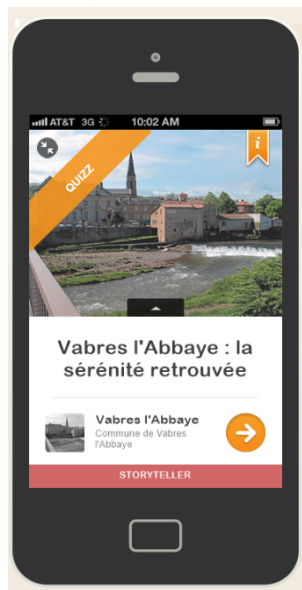 AT&T 3G 10:02 AM
QUIZZ
i
Vabres l'Abbaye : la
sérénité retrouvée
Vabres l'Abbaye
Commune de Vabres
l'Abbaye
STORYTELLER